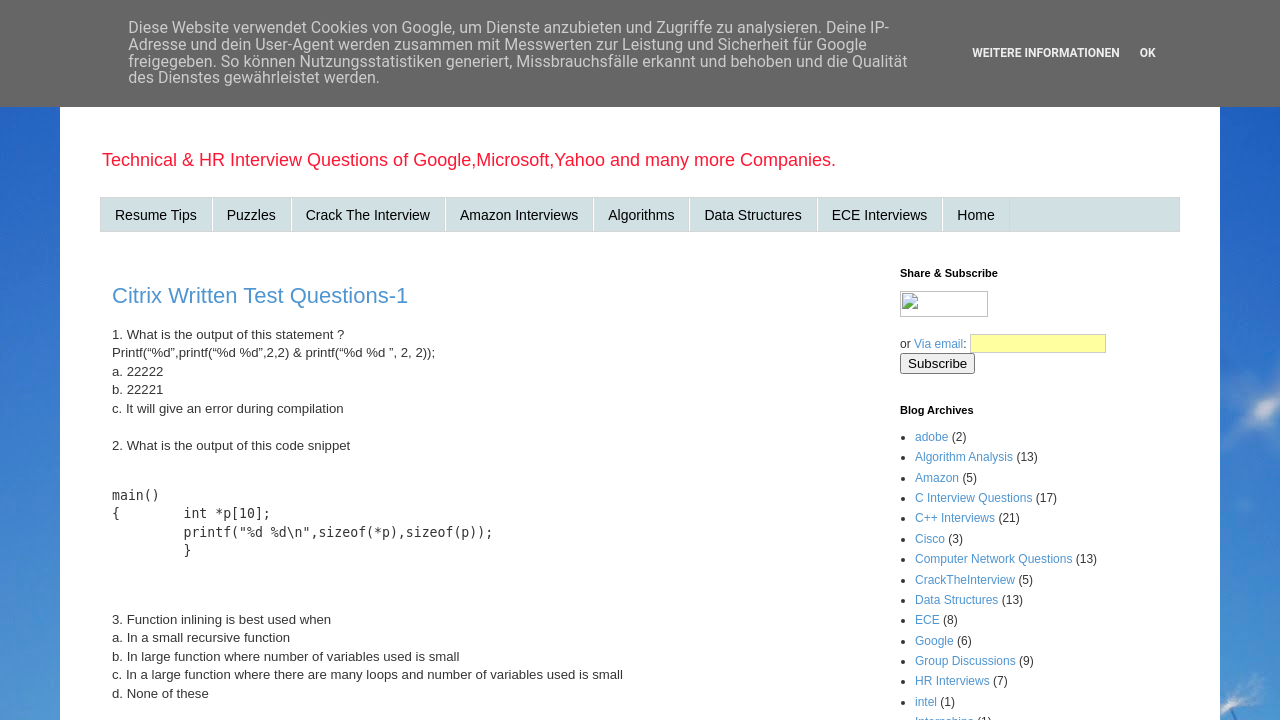 Diese Website verwendet Cookies von Google, um Dienste anzubieten und Zugriffe zu analysieren. Deine IP-
Adresse und dein User-Agent werden zusammen mit Messwerten zur Leistung und Sicherheit für Google
freigegeben. So können Nutzungsstatistiken generiert, Missbrauchsfälle erkannt und behoben und die Qualität
des Dienstes gewährleistet werden.
WEITERE INFORMATIONEN OK
Technical & HR Interview Questions of Google,Microsoft,Yahoo and many more Companies.
Resume Tips Puzzles Crack The Interview Amazon Interviews Algorithms Data Structures ECE Interviews Home
Citrix Written Test Questions-1
1. What is the output of this statement ?
Printf(“%d”,printf(“%d %d”,2,2) & printf(“%d %d ”, 2, 2));
a. 22222
b. 22221
c. It will give an error during compilation
2. What is the output of this code snippet
main()
{        int *p[10];
         printf("%d %d\n",sizeof(*p),sizeof(p));
         }
3. Function inlining is best used when
a. In a small recursive function
b. In large function where number of variables used is small
c. In a large function where there are many loops and number of variables used is small
d. None of these
Share & Subscribe
or Via email:
Subscribe
Blog Archives
adobe (2)
Algorithm Analysis (13)
Amazon (5)
C Interview Questions (17)
C++ Interviews (21)
Cisco (3)
Computer Network Questions (13)
CrackTheInterview (5)
Data Structures (13)
ECE (8)
Google (6)
Group Discussions (9)
HR Interviews (7)
intel (1)
Internships (1)